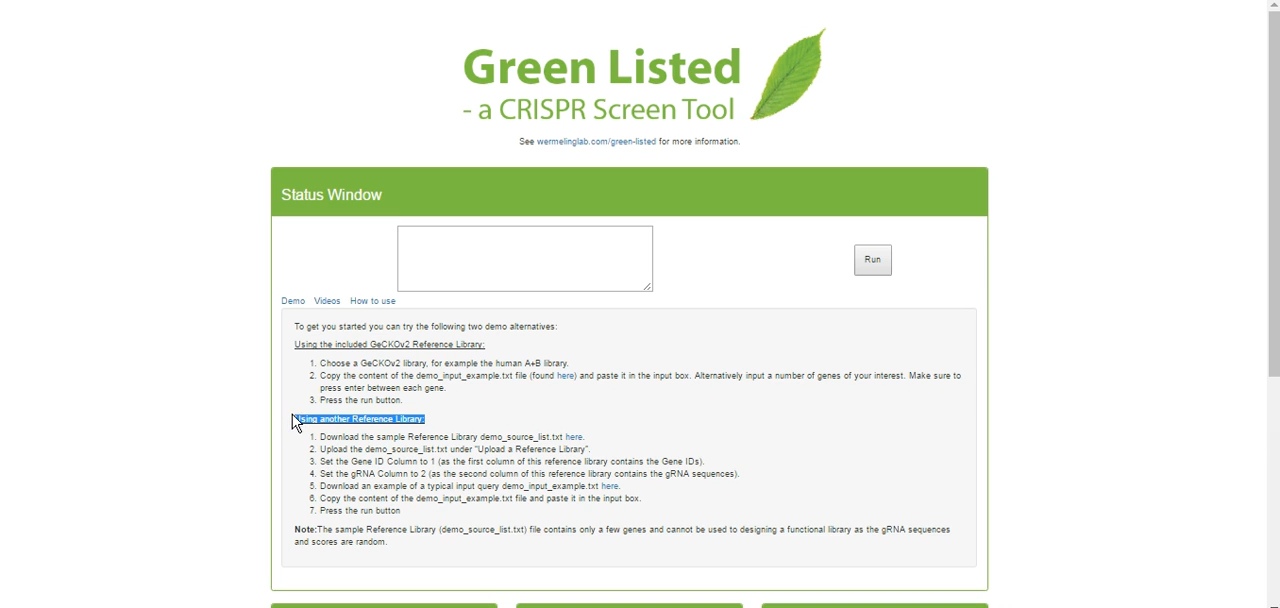 Green Listed
- a CRISPR Screen Tool
See wermelinglab.com/green-listed for more information.
Status Window
Run
Demo Videos How to use
To get you started you can try the following two demo alternatives:
Using the included GeCKOv2 Reference Library:
1. Choose a GeCKOv2 library, for example the human A+B library.
2. Copy the content of the demo_input_example.txt file (found here) and paste it in the input box. Alternatively input a number of genes of your interest. Make sure to
press enter between each gene.
3. Press the run button.
Using another Reference Library:
1. Download the sample Reference Library demo_source_list.txt here.
2. Upload the demo_source_list.txt under "Upload a Reference Library".
3. Set the Gene ID Column to 1 (as the first column of this reference library contains the Gene IDs).
4. Set the gRNA Column to 2 (as the second column of this reference library contains the gRNA sequences).
5. Download an example of a typical input query demo_input_example.txt here.
6. Copy the content of the demo_input_example.txt file and paste it in the input box.
7. Press the run button
Note:The sample Reference Library (demo_source_list.txt) file contains only a few genes and cannot be used to designing a functional library as the gRNA sequences
and scores are random.